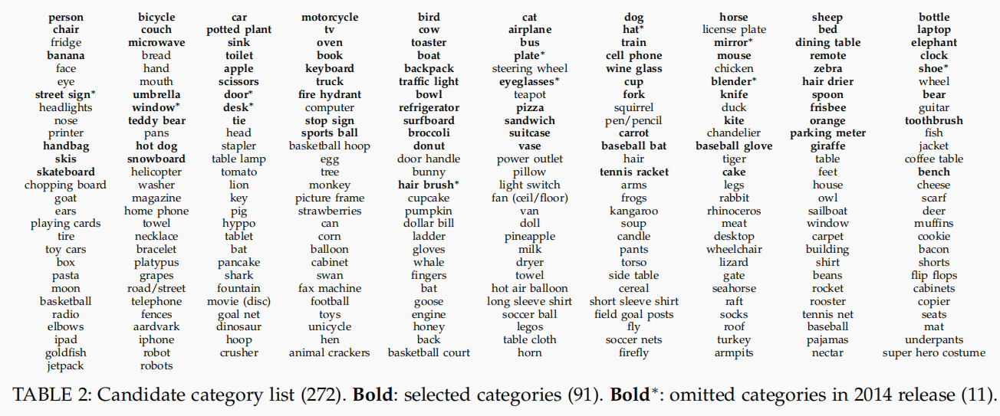 person bicycle car motorcycle bird cat dog horse sheep bottle
chair couch potted plant tv cow airplane hat* license plate bed laptop
fridge microwave sink oven toaster bus train mirror* dining table elephant
banana bread toilet book boat plate* cell phone mouse remote clock
face hand apple keyboard backpack steering wheel wine glass chicken zebra shoe*
eye mouth scissors truck traffic light eyeglasses* cup blender* hair drier wheel
street sign* umbrella door* fire hydrant bowl teapot fork knife spoon bear
headlights window* desk* computer refrigerator pizza squirrel duck frisbee guitar
nose teddy bear tie stop sign surfboard sandwich pen/pencil kite orange toothbrush
printer pans head sports ball broccoli suitcase carrot chandelier parking meter fish
handbag hot dog stapler basketball hoop donut vase baseball bat baseball glove giraffe jacket
skis snowboard table lamp egg door handle power outlet hair tiger table coffee table
skateboard helicopter tomato tree bunny pillow tennis racket cake feet bench
chopping board washer lion monkey hair brush* light switch arms legs house cheese
goat magazine key picture frame cupcake fan (ceil/floor) frogs rabbit owl scarf
ears home phone pig strawberries pumpkin van kangaroo rhinoceros sailboat deer
playing cards towel hyppo can dollar bill doll soup meat window muffins
tire necklace tablet corn ladder pineapple candle desktop carpet cookie
toy cars bracelet bat balloon gloves milk pants wheelchair building bacon
box platypus pancake cabinet whale dryer torso lizard shirt shorts
pasta grapes shark swan fingers towel side table gate beans flip flops
moon road/street fountain fax machine bat hot air balloon cereal seahorse rocket cabinets
basketball telephone movie (disc) football goose long sleeve shirt short sleeve shirt raft rooster copier
radio fences goal net toys engine soccer ball field goal posts socks tennis net seats
elbows aardvark dinosaur unicycle honey legos fly roof baseball mat
ipad iphone hoop hen back table cloth soccer nets turkey pajamas underpants
goldfish robot crusher animal crackers basketball court horn firefly armpits nectar super hero costume
jetpack robots
TABLE 2: Candidate category list (272). Bold: selected categories (91). Bold*: omitted categories in 2014 release (11).